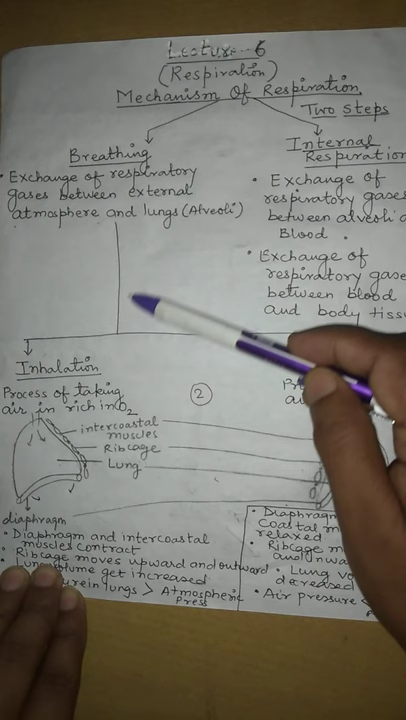 Lecture-6
(Respiration)
Mechanism Of Respiration
Two steps
Breathing
• Exchange of respiratory
gases between external
atmosphere and lungs (Alveoli)
Internal
Respiration
• Exchange of
respiratory gases
between alveoli
Blood.
• Exchange of
respiratory gase
between blood
and body tissu
Inhalation
Process of taking
air in rich in O2
2
intercoastal
muscles
Ribcage
Lung
diaphragm
• Diaphragm and intercoastal
muscles contract
• Ribcage moves upward and outward
Lung volume get increased
in lungs > Atmospheric
Press
• Diaphragm
Coastal m
relaxed
• Ribcage m
and
• Lung vo
decreased
• Air pressure <